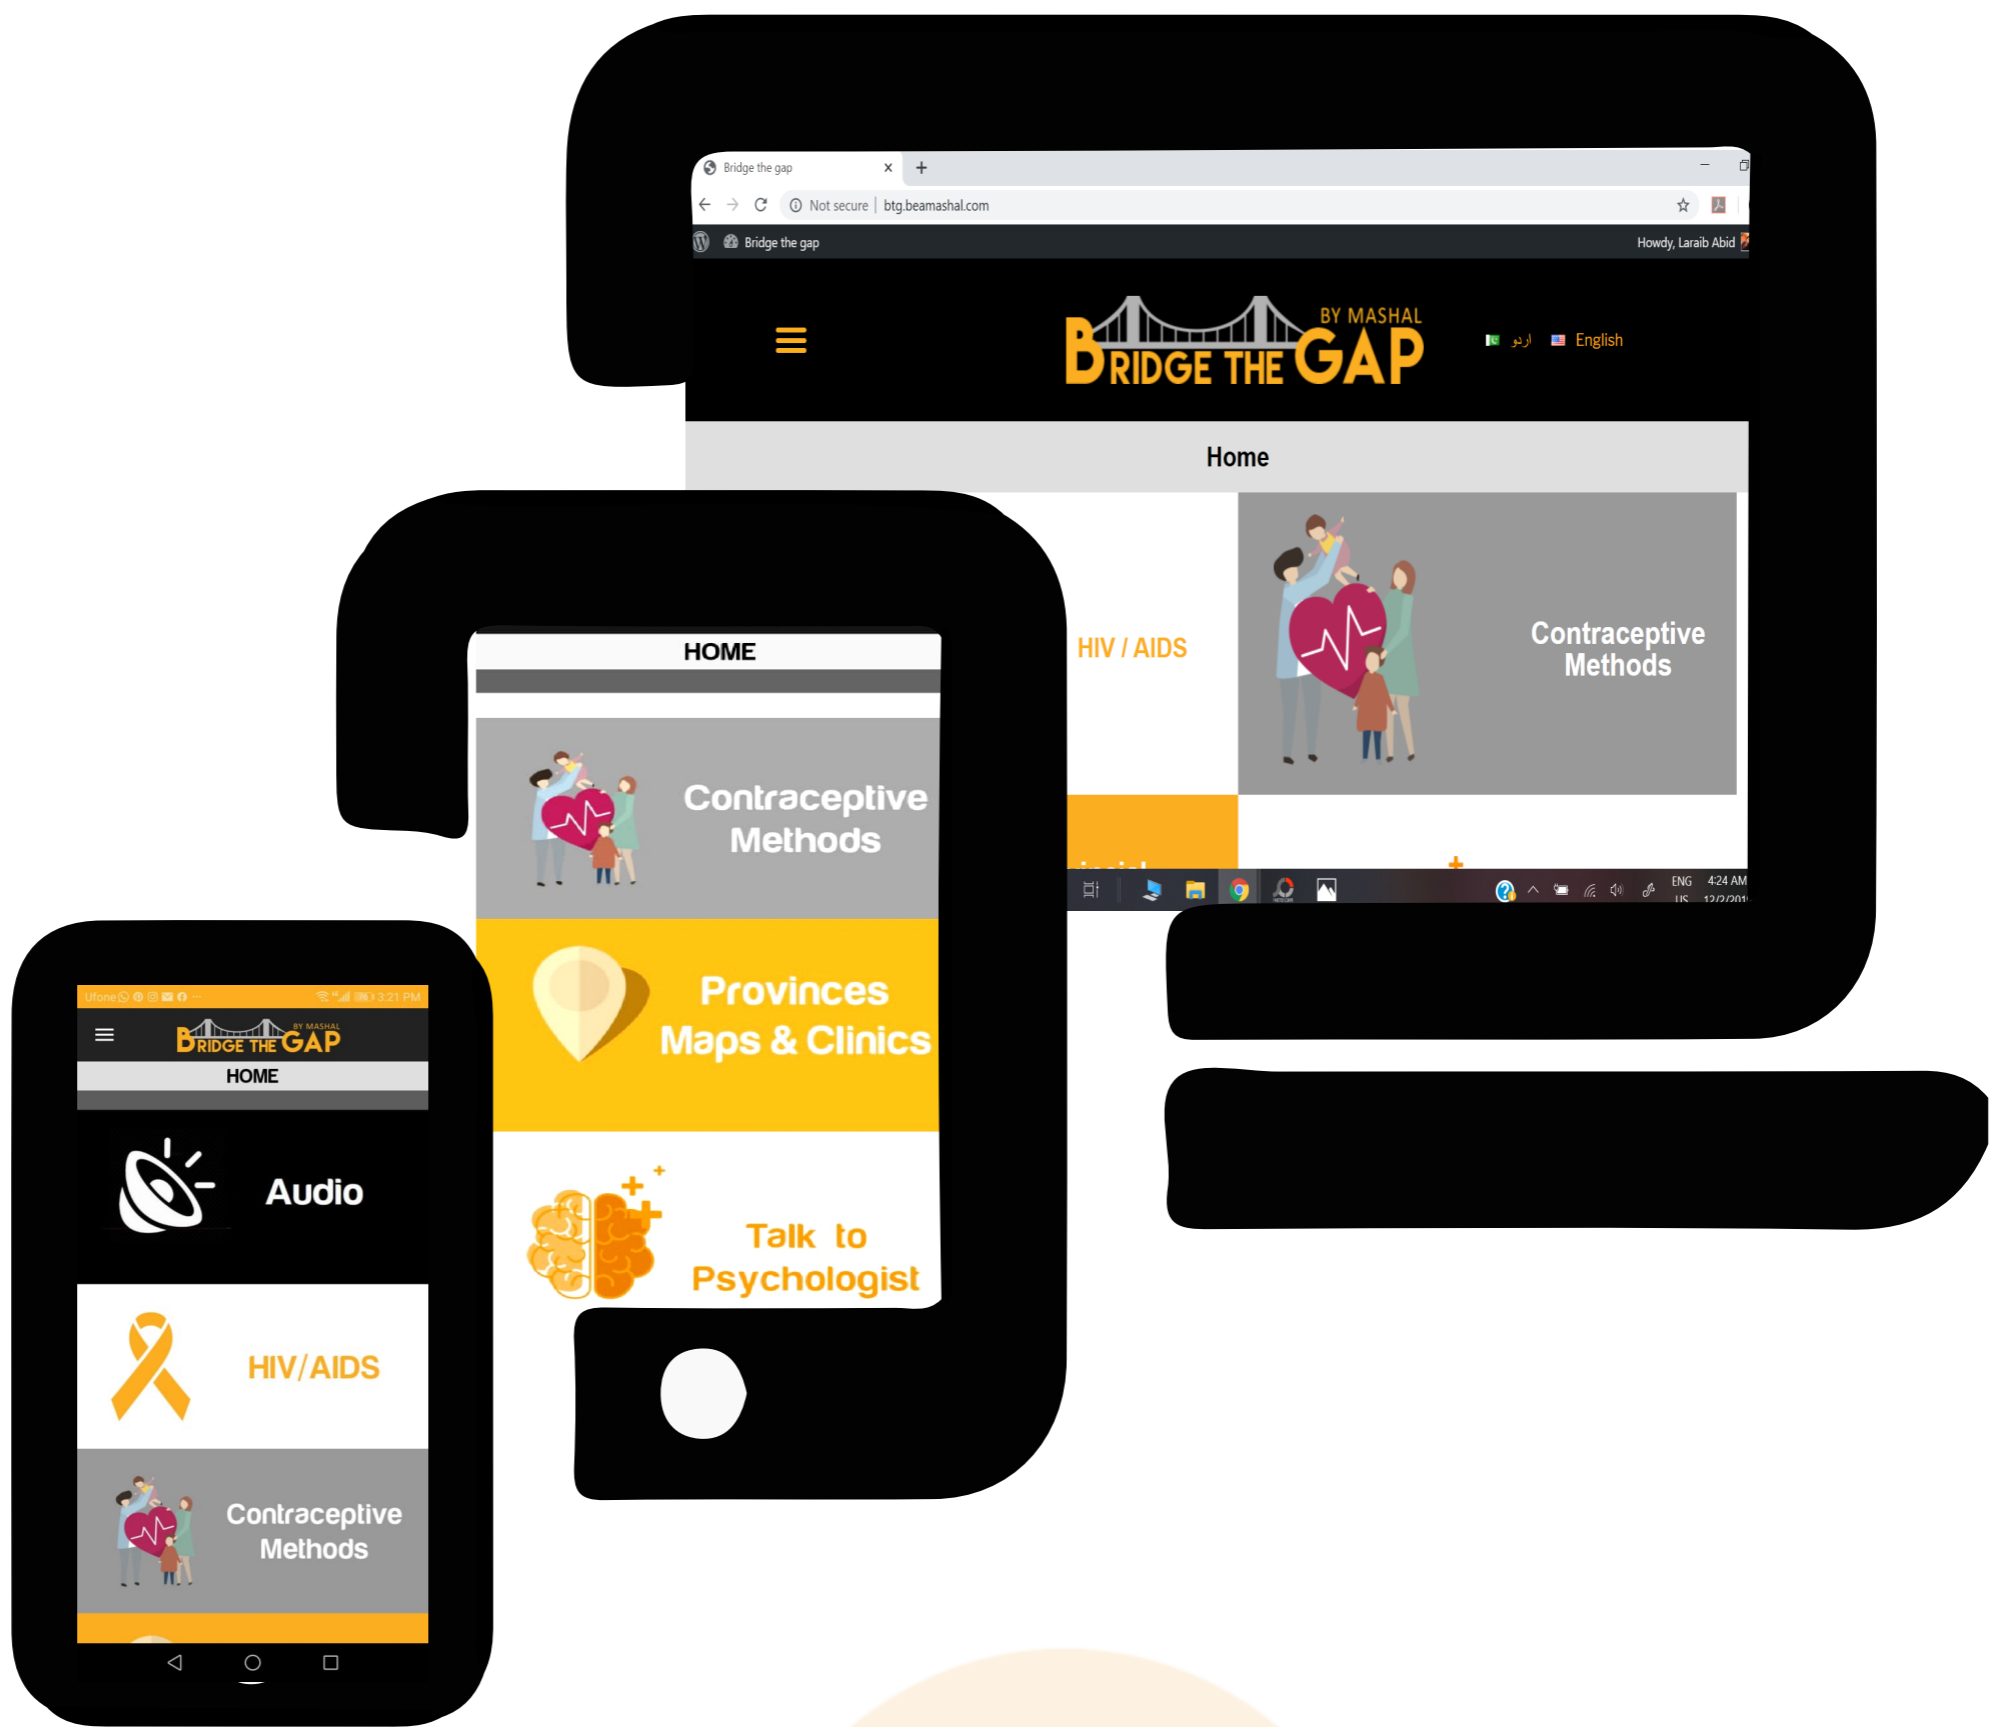 Bridge the gap
Not secure | btg.beamashal.com
Bridge the gap
Howdy, Laraib Abid
BRIDGE THE GAP
BY MASHAL
اردو
English
Home
HIV / AIDS
Contraceptive
Methods
ENG
4:24 AM
US
HOME
Contraceptive
Methods
Provinces
Maps & Clinics
Talk to
Psychologist
Ufone
3:21 PM
BRIDGE THE GAP
BY MASHAL
HOME
Audio
HIV/AIDS
Contraceptive
Methods